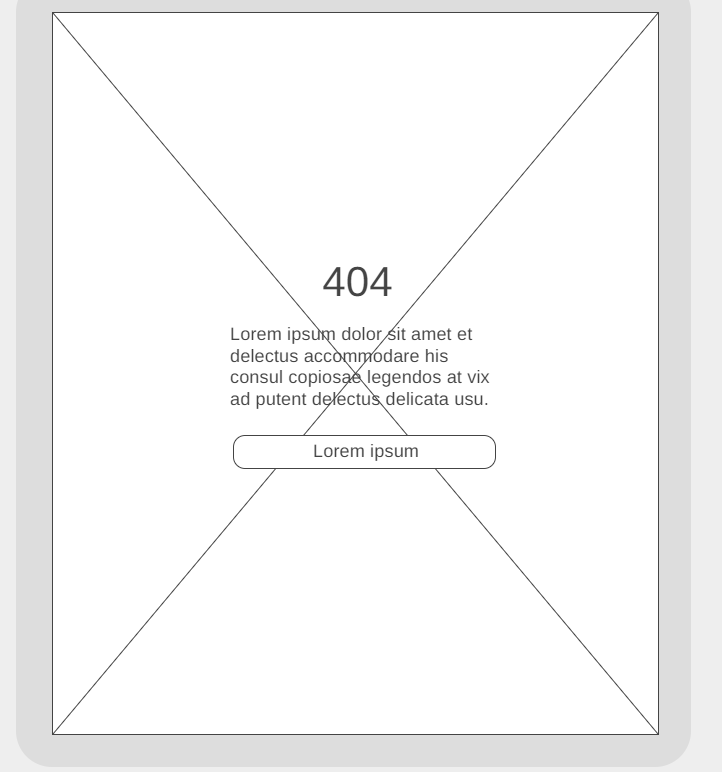 404
Lorem ipsum dolor sit amet et
delectus accommodare his
consul copiosae legendos at vix
ad putent delectus delicata usu.
Lorem ipsum